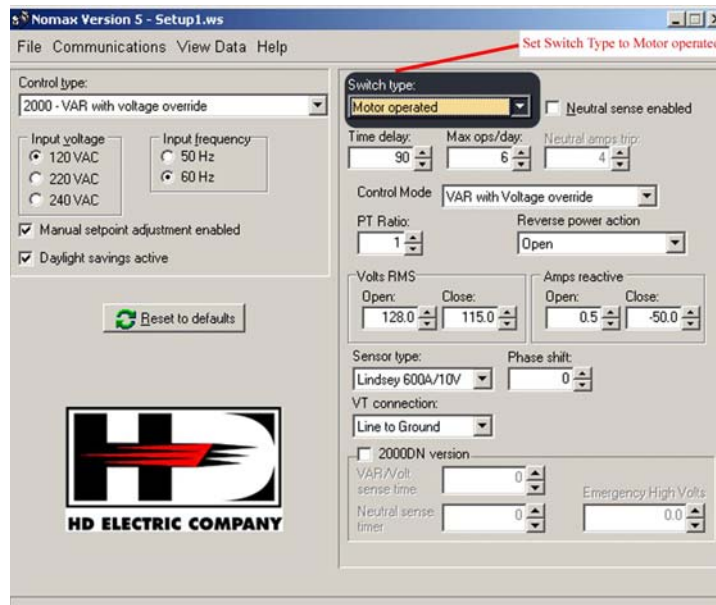 Nomax Version 5 - Setup1.ws
File Communications View Data Help
Set Switch Type to Motor operated
Control type:
2000 - VAR with voltage override
Input voltage
120 VAC
220 VAC
240 VAC
Input frequency
50 Hz
60 Hz
Manual setpoint adjustment enabled
Daylight savings active
Reset to defaults
HD ELECTRIC COMPANY
Switch type:
Motor operated
Neutral sense enabled
Time delay: Max ops/day: Neutral amps trip:
90 6 4
Control Mode VAR with Voltage override
PT Ratio: Reverse power action
1 Open
Volts RMS
Open: Close:
128.0 115.0
Amps reactive
Open: Close:
0.5 -50.0
Sensor type: Phase shift:
Lindsey 600A/10V 0
VT connection:
Line to Ground
2000DN version
VAR/Volt
sense time 0
Neutral sense
timer 0
Emergency High Volts
0.0